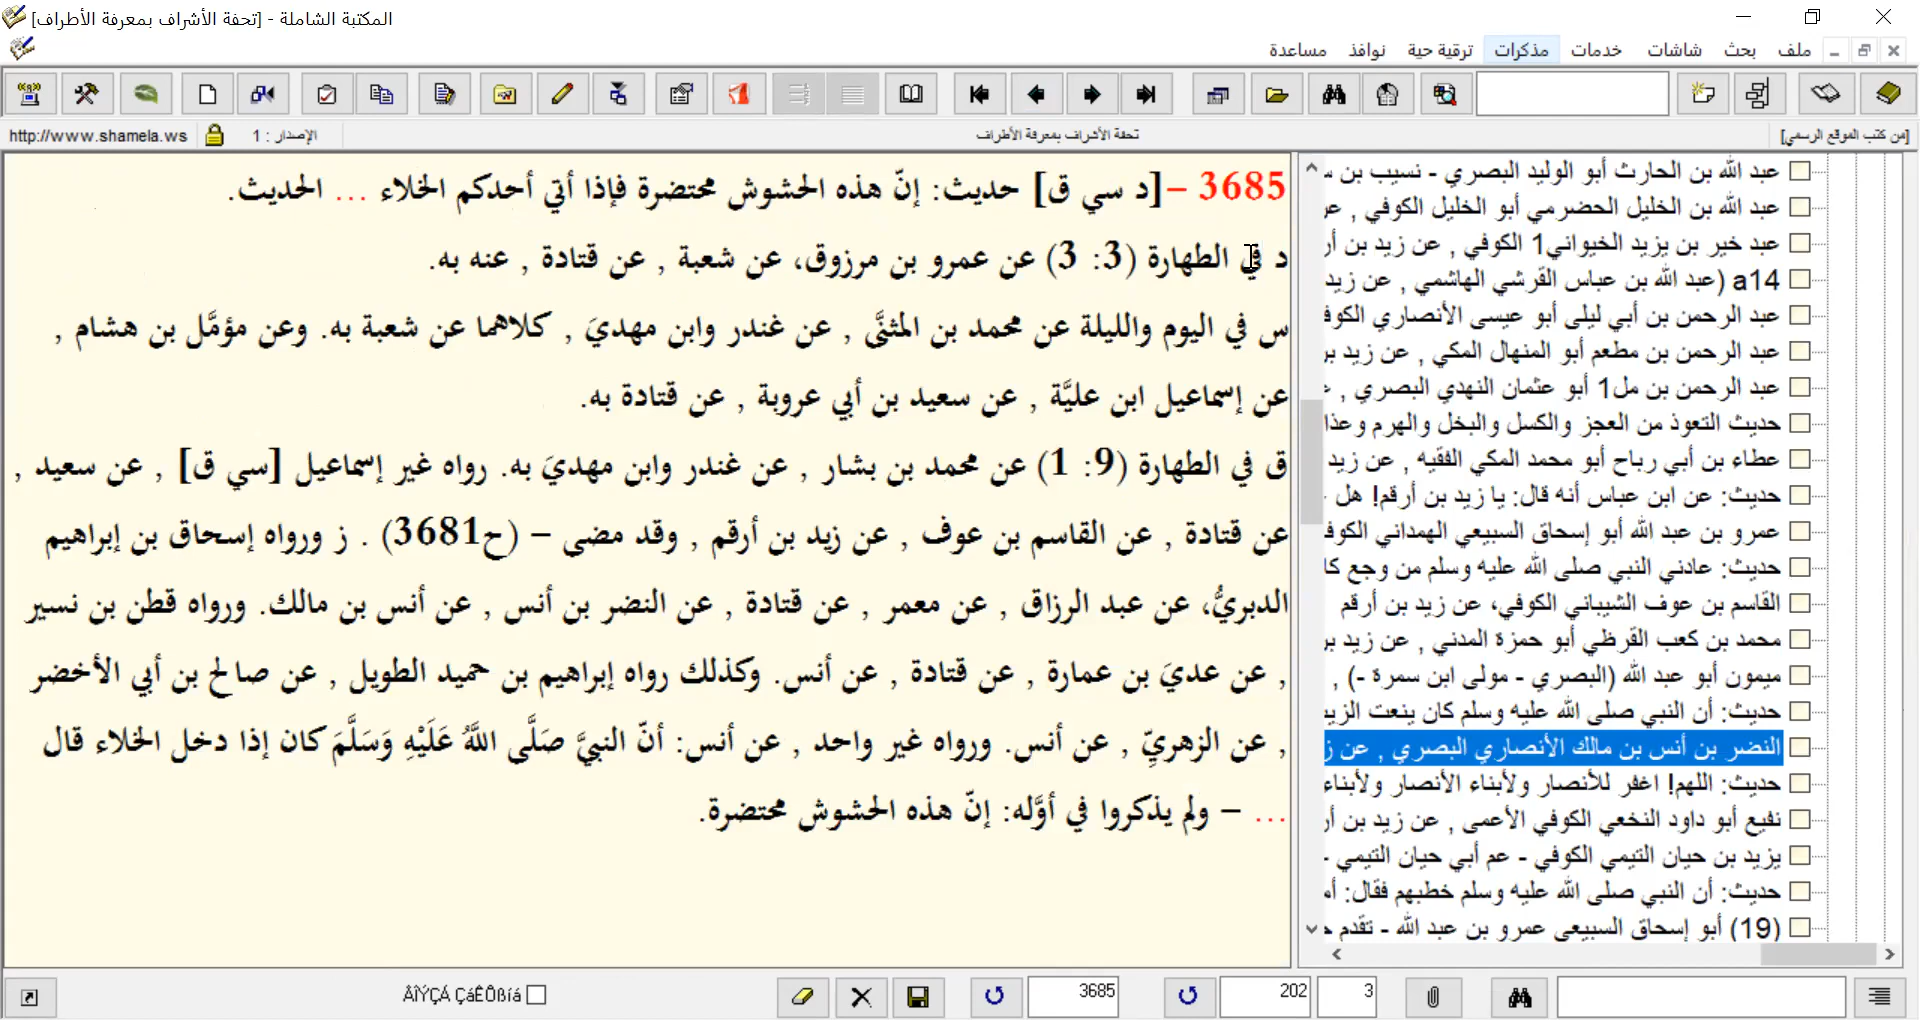 المكتبة الشاملة - [تحفة الأشراف بمعرفة الأطراف]
ملف بحث شاشات خدمات مذكرات ترقية حية نوافذ مساعدة
[من كتب الموقع الرسمي] تحفة الأشراف بمعرفة الأطراف الإصدار : 1 http://www.shamela.ws
3685 – [د سي ق] حديث: إنّ هذه الحشوش محتضرة فإذا أتي أحدكم الخلاء ... الحديث.
د في الطهارة (3: 3) عن عمرو بن مرزوق، عن شعبة , عن قتادة , عنه به.
س في اليوم والليلة عن محمد بن المثنَّى , عن غندر وابن مهديَ , كلاهما عن شعبة به. وعن مؤمَّل بن هشام ,
عن إسماعيل ابن عليَّة , عن سعيد بن أبي عروبة , عن قتادة به.
ق في الطهارة (9: 1) عن محمد بن بشار , عن غندر وابن مهديَ به. رواه غير إسماعيل [سي ق] , عن سعيد ,
عن قتادة , عن القاسم بن عوف , عن زيد بن أرقم , وقد مضى – (ح3681) . ز ورواه إسحاق بن إبراهيم
الدبريُّ، عن عبد الرزاق , عن معمر , عن قتادة , عن النضر بن أنس , عن أنس بن مالك. ورواه قطن بن نسير
, عن عديَ بن عمارة , عن قتادة , عن أنس. وكذلك رواه إبراهيم بن حميد الطويل , عن صالح بن أبي الأخضر
, عن الزهريِّ , عن أنس. ورواه غير واحد , عن أنس: أنّ النبيَّ صَلَّى اللَّهُ عَلَيْهِ وَسَلَّمَ كان إذا دخل الخلاء قال
... – ولم يذكروا في أوَّله: إنّ هذه الحشوش محتضرة.
عبد الله بن الحارث أبو الوليد البصري - نسيب بن
عبد الله بن الخليل الحضرمي أبو الخليل الكوفي , عن
عبد خير بن يزيد الخيواني1 الكوفي , عن زيد بن
a14 (عبد الله بن عباس القرشي الهاشمي , عن زيد
عبد الرحمن بن أبي ليلى أبو عيسى الأنصاري
عبد الرحمن بن مطعم أبو المنهال المكي , عن زيد
عبد الرحمن بن مل1 أبو عثمان النهدي البصري ,
حديث التعوذ من العجز والكسل والبخل والهرم
عطاء بن أبي رباح أبو محمد المكي الفقيه , عن زيد
حديث: عن ابن عباس أنه قال: يا زيد بن أرقم! هل
عمرو بن عبد الله أبو إسحاق السبيعي الهمداني
حديث: عادني النبي صلى الله عليه وسلم من وجع
القاسم بن عوف الشيباني الكوفي، عن زيد بن أرقم
محمد بن كعب القرظي أبو حمزة المدني , عن زيد
ميمون أبو عبد الله (البصري - مولى ابن سمرة -) ,
حديث: أن النبي صلى الله عليه وسلم كان ينعت
النضر بن أنس بن مالك الأنصاري البصري , عن
حديث: اللهم! اغفر للأنصار ولأبناء الأنصار ولأبناء
نفيع أبو داود النخعي الكوفي الأعمى , عن زيد بن
يزيد بن حيان التيمي الكوفي - عم أبي حيان التيمي -
حديث: أن النبي صلى الله عليه وسلم خطبهم فقال:
(19) أبو إسحاق السبيعي عمرو بن عبد الله - تقدم
3 202 3685 ÂÎÝÇÁ ÇáÊÔßíá